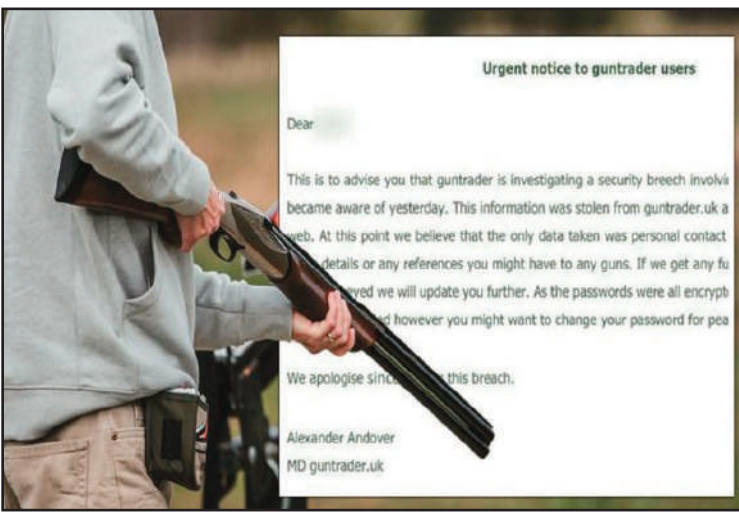 Urgent notice to guntrader users
Dear
This is to advise you that guntrader is investigating a security breech
became aware of yesterday. This information was stolen from guntrader.uk a
web. At this point we believe that the only data taken was personal contact
details or any references you might have to any guns. If we get any fu
we will update you further. As the passwords were all
however you might want to change your password for
We apologise this breach.
Alexander Andover
MD guntrader.uk